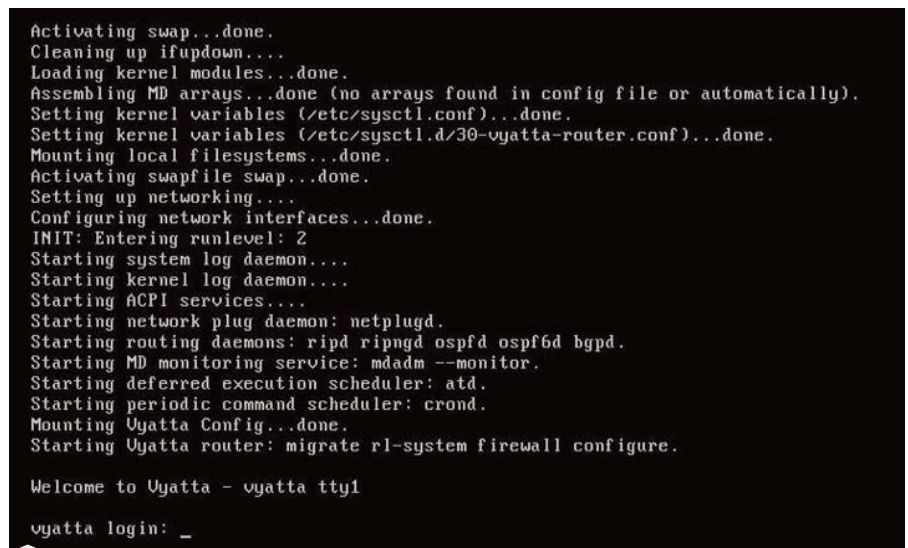 Activating swap...done.
Cleaning up ifupdown....
Loading kernel modules...done.
Assembling MD arrays...done (no arrays found in config file or automatically).
Setting kernel variables (/etc/sysctl.conf)...done.
Setting kernel variables (/etc/sysctl.d/30-vyatta-router.conf)...done.
Mounting local filesystems...done.
Activating swapfile swap...done.
Setting up networking....
Configuring network interfaces...done.
INIT: Entering runlevel: 2
Starting system log daemon....
Starting kernel log daemon....
Starting ACPI services....
Starting network plug daemon: netplugd.
Starting routing daemons: ripd ripngd ospfd ospf6d bgpd.
Starting MD monitoring service: mdadm --monitor.
Starting deferred execution scheduler: atd.
Starting periodic command scheduler: crond.
Mounting Vyatta Config...done.
Starting Vyatta router: migrate rl-system firewall configure.
Welcome to Vyatta - vyatta tty1
vyatta login: _